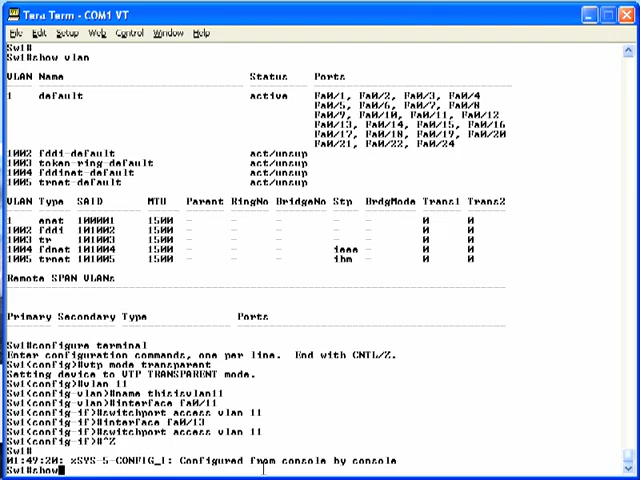 Tera Term - COM1 VT
File Edit Setup Web Control Window Help
Sw1#
Sw1#show vlan
VLAN Name Status Ports
1 default active Fa0/1, Fa0/2, Fa0/3, Fa0/4
Fa0/5, Fa0/6, Fa0/7, Fa0/8
Fa0/9, Fa0/10, Fa0/11, Fa0/12
Fa0/13, Fa0/14, Fa0/15, Fa0/16
Fa0/17, Fa0/18, Fa0/19, Fa0/20
Fa0/21, Fa0/22, Fa0/24
1002 fddi-default act/unsup
1003 token-ring-default act/unsup
1004 fddinet-default act/unsup
1005 trnet-default act/unsup
VLAN Type SAID MTU Parent RingNo BridgeNo Stp BrdgMode Trans1 Trans2
1 enet 100001 1500 - - - - - 0 0
1002 fddi 101002 1500 - - - - - 0 0
1003 tr 101003 1500 - - - - - 0 0
1004 fdnet 101004 1500 - - - ieee - 0 0
1005 trnet 101005 1500 - - - ibm - 0 0
Remote SPAN VLANs
Primary Secondary Type Ports
Sw1#configure terminal
Enter configuration commands, one per line. End with CNTL/Z.
Sw1(config)#vtp mode transparent
Setting device to VTP TRANSPARENT mode.
Sw1(config)#vlan 11
Sw1(config-vlan)#name thisisvlan11
Sw1(config-vlan)#interface fa0/11
Sw1(config-if)#switchport access vlan 11
Sw1(config-if)#interface fa0/13
Sw1(config-if)#switchport access vlan 11
Sw1(config-if)#^Z
Sw1#
01:49:20: %SYS-5-CONFIG_I: Configured from console by console
Sw1#show